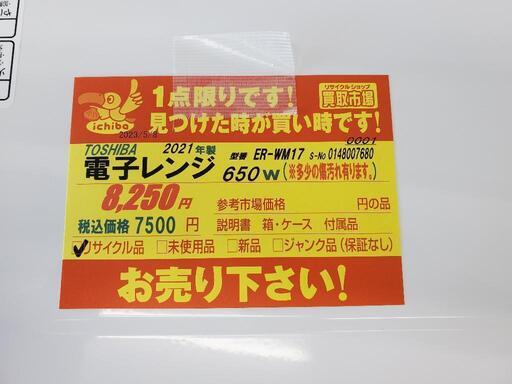 ichiba
1点限りです!
リサイクルショップ
買取市場
見つけた時が買い時です!
2023/5/8
0001
TOSHIBA 2021年製 型番 ER-WM17 S-No 0148007680
電子レンジ 650W (※多少の傷汚れ有ります。)
8,250円 参考市場価格 円の品
税込価格 7500 円 説明書 箱・ケース 付属品
✓□リサイクル品 □未使用品 □新品 □ジャンク品 (保証なし)
お売り下さい!